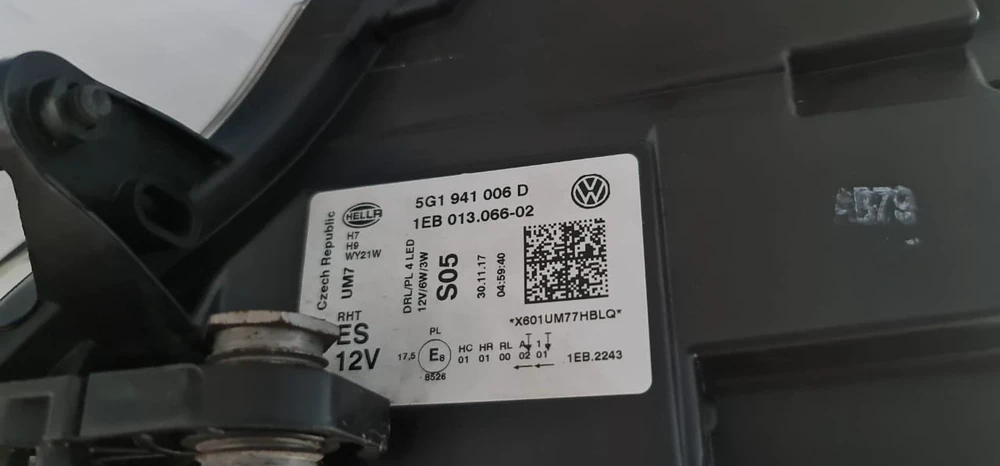 Czech Republic
HELLA
5G1 941 006 D
1EB 013.066-02
H7
H9
WY21W
UM7
DRL/PL 4 LED
12V/6W/3W
S05
30.11.17
04:59:40
*X601UM77HBLQ*
RHT
ES
12V
17,5
PL
E8
8526
HC HR RL A 1
01 01 00 02 01
1EB.2243
B79